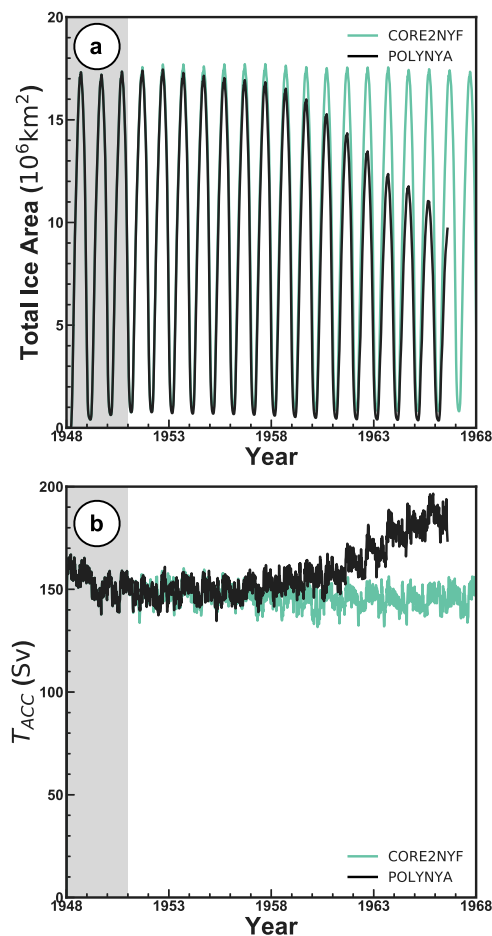 20
a
CORE2NYF
POLYNYA
15
Total Ice Area (10⁶km²)
10
5
0
1948 1953 1958 1963 1968
Year
200
b
150
T_ACC (Sv)
100
50
CORE2NYF
POLYNYA
0
1948 1953 1958 1963 1968
Year